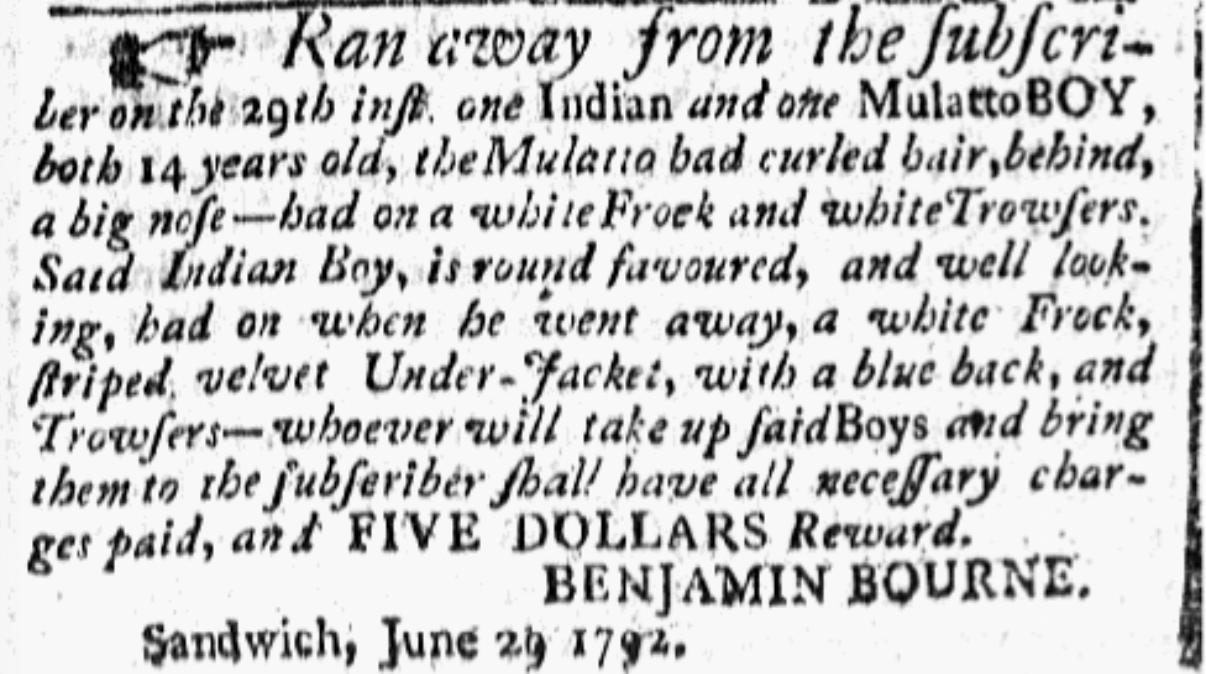 ☞ Ran away from the ſubſcri-
ber on the 29th inſt. one Indian and one Mulatto BOY,
both 14 years old, the Mulatto had curled hair, behind,
a big noſe—had on a white Frock and white Trowſers.
Said Indian Boy, is round favoured, and well look-
ing, had on when he went away, a white Frock,
ſtriped velvet Under-Jacket, with a blue back, and
Trowſers—whoever will take up ſaid Boys and bring
them to the ſubſcriber ſhall have all neceſſary char-
ges paid, and FIVE DOLLARS Reward.
BENJAMIN BOURNE.
Sandwich, June 29 1792.